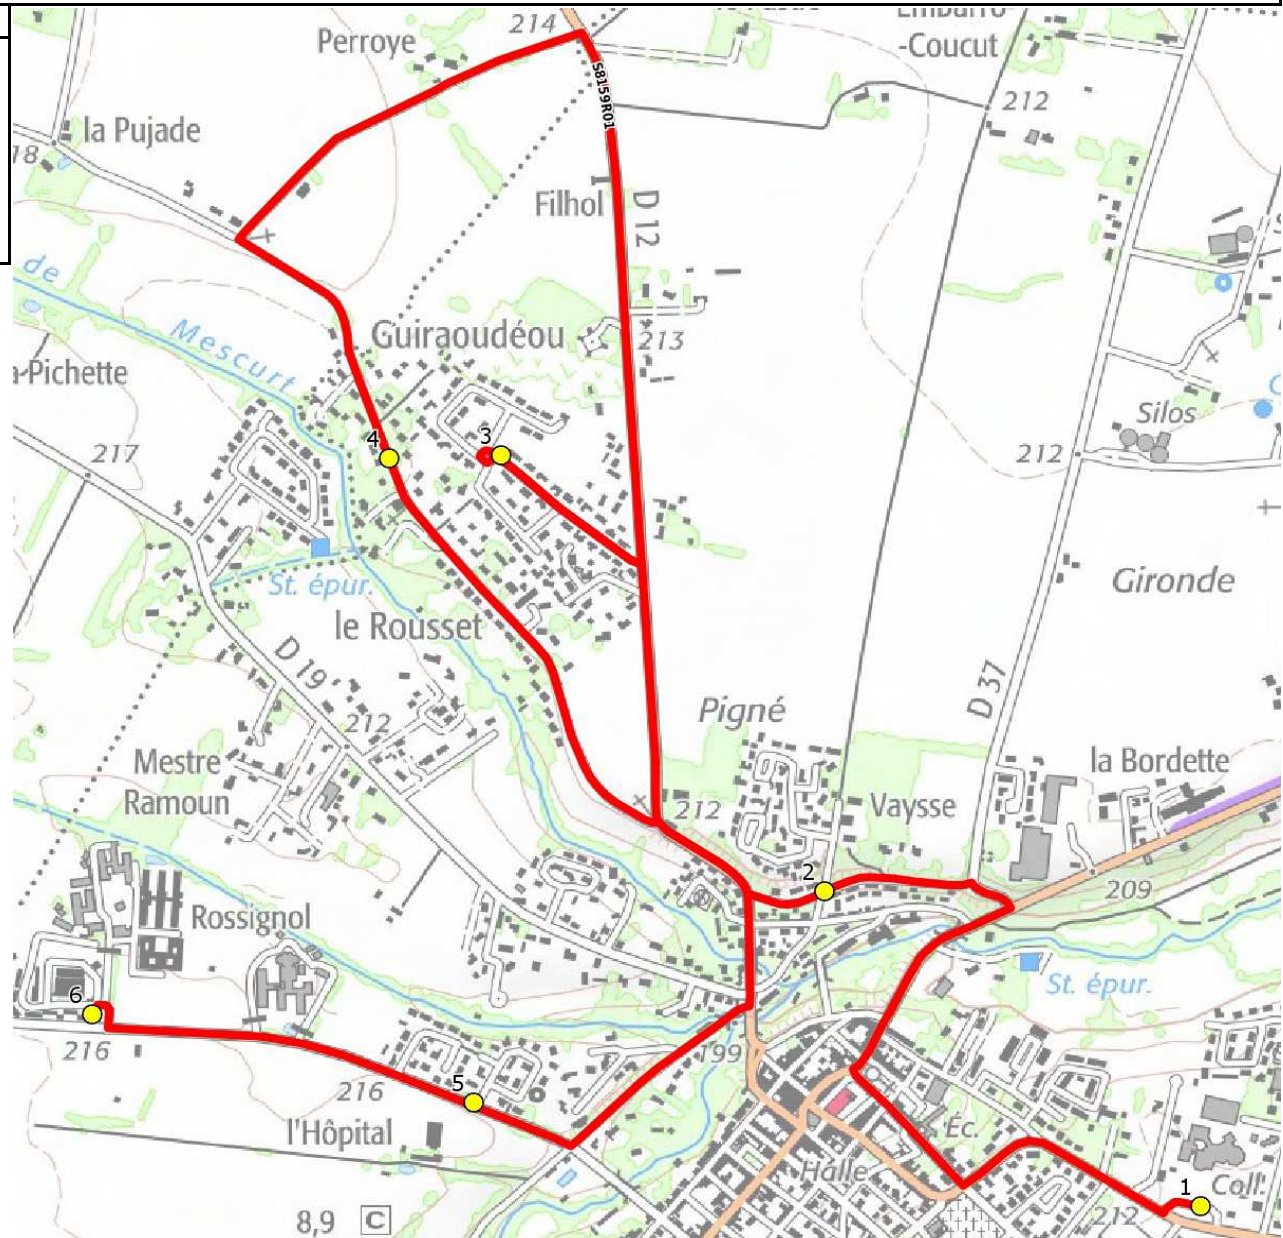 214
Perroye
-Coucut
S8159R01
212
la Pujade
18
Filhol
D 12
de
Mescurt
Guiraoudéou
213
a-Pichette
Silos
3
4
217
212
Gironde
St. épur.
le Rousset
D 19
D 37
Pigné
212
Mestre
Ramoun
la Bordette
212
Vaysse
2
209
Rossignol
St. épur.
6
216
199
216
5
l'Hôpital
Éc.
Halle
1
Coll.
212
8,9 C